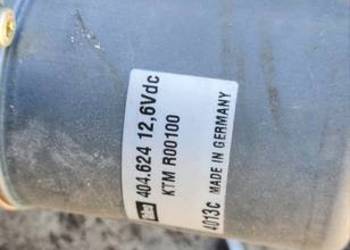 404.624 12,6Vdc
KTM R00100
4013c MADE IN GERMANY